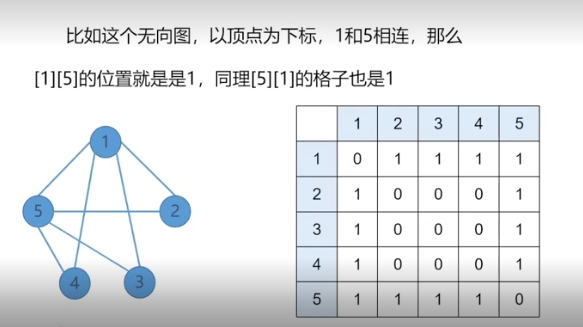 比如这个无向图，以顶点为下标，1和5相连，那么
[1][5]的位置就是是1，同理[5][1]的格子也是1
1
5
2
4
3
1 2 3 4 5
1 0 1 1 1 1
2 1 0 0 0 1
3 1 0 0 0 1
4 1 0 0 0 1
5 1 1 1 1 0